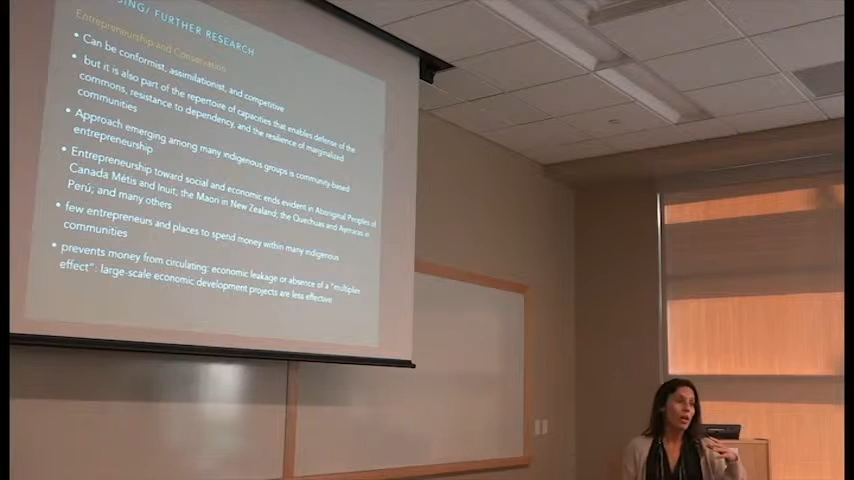 SING/ FURTHER RESEARCH
Entrepreneurship and Conservation
• Can be conformist, assimilationist, and competitive
• but it is also part of the repertoire of capacities that enables defense of the
commons, resistance to dependency, and the resilience of marginalized
communities
• Approach emerging among many indigenous groups is community-based
entrepreneurship
• Entrepreneurship toward social and economic ends evident in Aboriginal Peoples of
Canada Métis and Inuit; the Maori in New Zealand; the Quechuas and Aymaras in
Perú; and many others
• few entrepreneurs and places to spend money within many indigenous
communities
• prevents money from circulating: economic leakage or absence of a "multiplier
effect": large-scale economic development projects are less effective